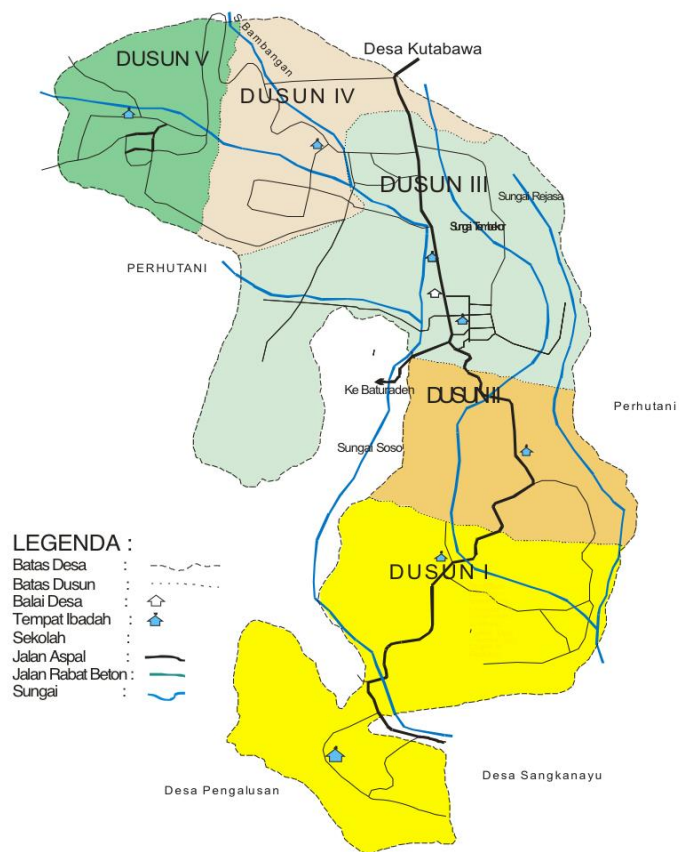 Desa Kutabawa
S Bambangan
DUSUN V
DUSUN IV
DUSUN III
Sungai Rejasa
PERHUTANI
Ke Baturaden
DUSUN II
Perhutani
Sungai Soso
DUSUN I
LEGENDA :
Batas Desa :
Batas Dusun :
Balai Desa :
Tempat Ibadah :
Sekolah :
Jalan Aspal :
Jalan Rabat Beton :
Sungai :
Desa Sangkanayu
Desa Pengalusan